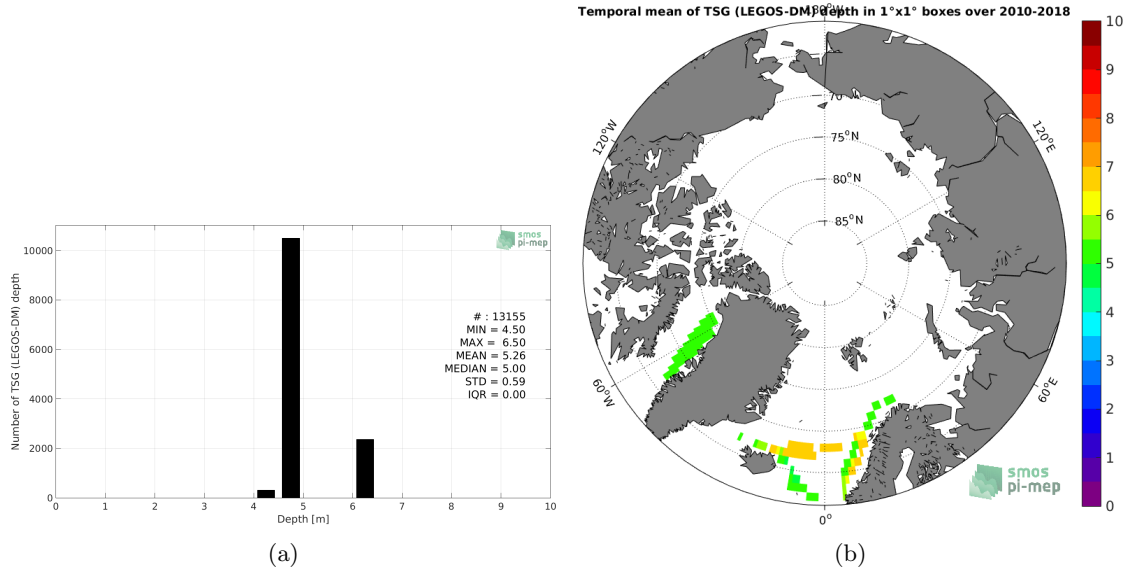 Temporal mean of TSG (LEGOS-DM) depth in 1°x1° boxes over 2010-2018
180°W
120°W
120°E
70
75°N
80°N
85°N
60°W
60°E
0°
10
9
8
7
6
5
4
3
2
1
0
smos
pi-mep
Number of TSG (LEGOS-DM) depth
10000
8000
6000
4000
2000
0
smos
pi-mep
# : 13155
MIN = 4.50
MAX = 6.50
MEAN = 5.26
MEDIAN = 5.00
STD = 0.59
IQR = 0.00
0 1 2 3 4 5 6 7 8 9 10
Depth [m]
(a)
(b)